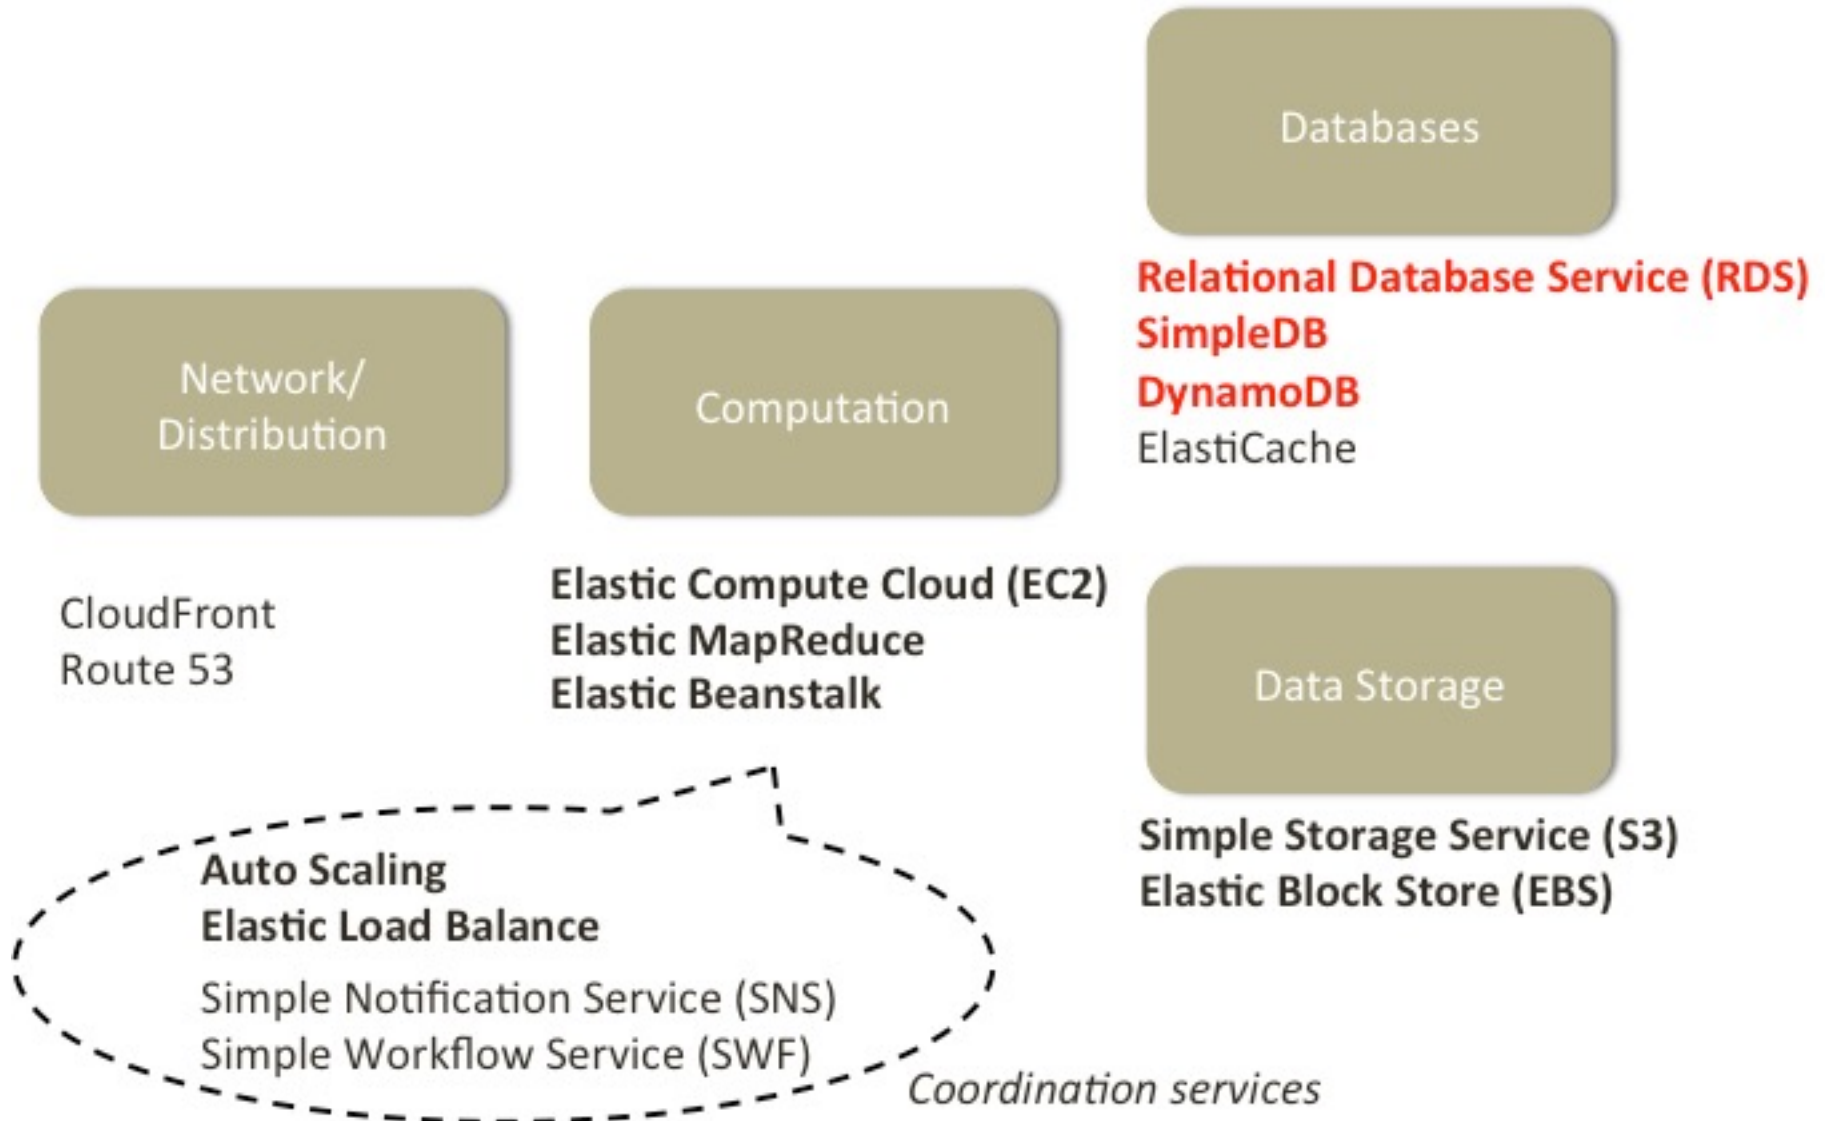 Databases
Relational Database Service (RDS)
SimpleDB
DynamoDB
ElastiCache
Network/
Distribution
CloudFront
Route 53
Computation
Elastic Compute Cloud (EC2)
Elastic MapReduce
Elastic Beanstalk
Data Storage
Simple Storage Service (S3)
Elastic Block Store (EBS)
Auto Scaling
Elastic Load Balance
Simple Notification Service (SNS)
Simple Workflow Service (SWF)
Coordination services